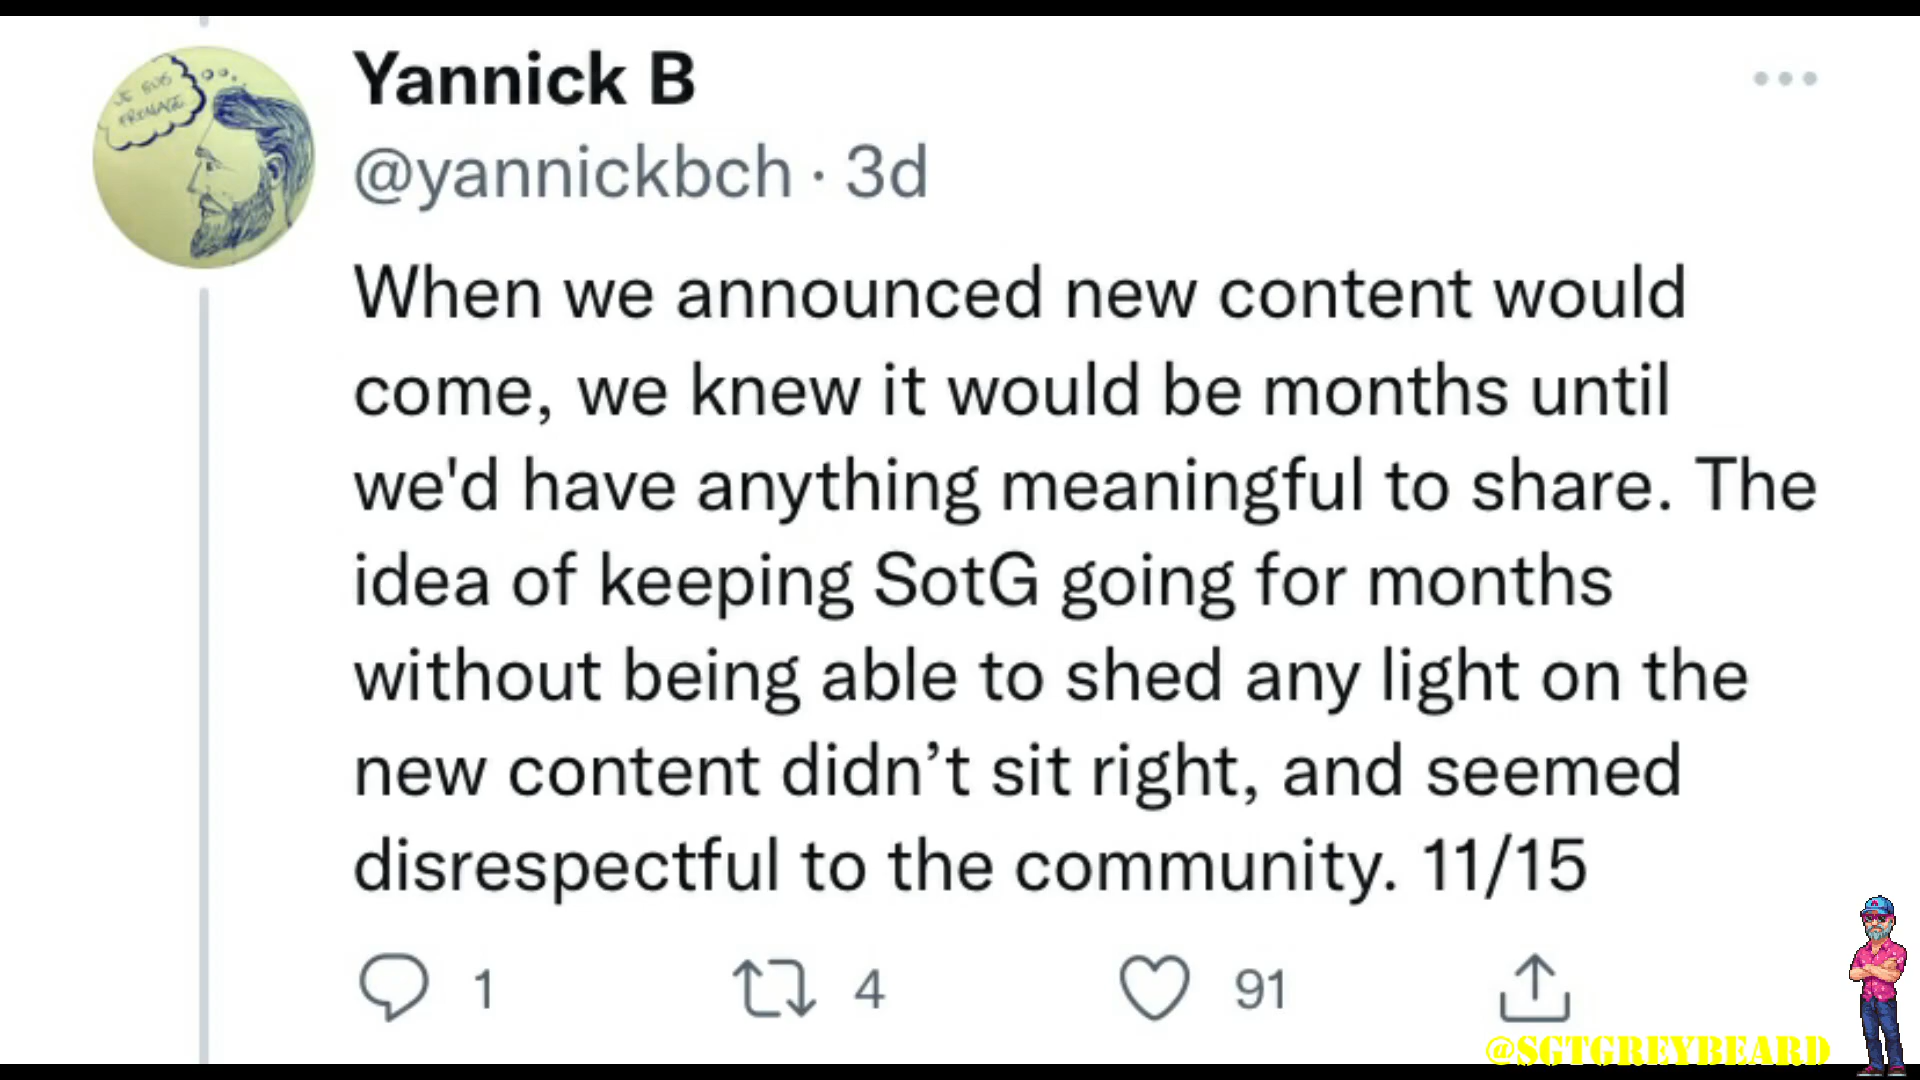 JE SUIS
FROMAGE
Yannick B
@yannickbch · 3d
When we announced new content would
come, we knew it would be months until
we'd have anything meaningful to share. The
idea of keeping SotG going for months
without being able to shed any light on the
new content didn’t sit right, and seemed
disrespectful to the community. 11/15
1 4 91
@SGTGREYBEARD